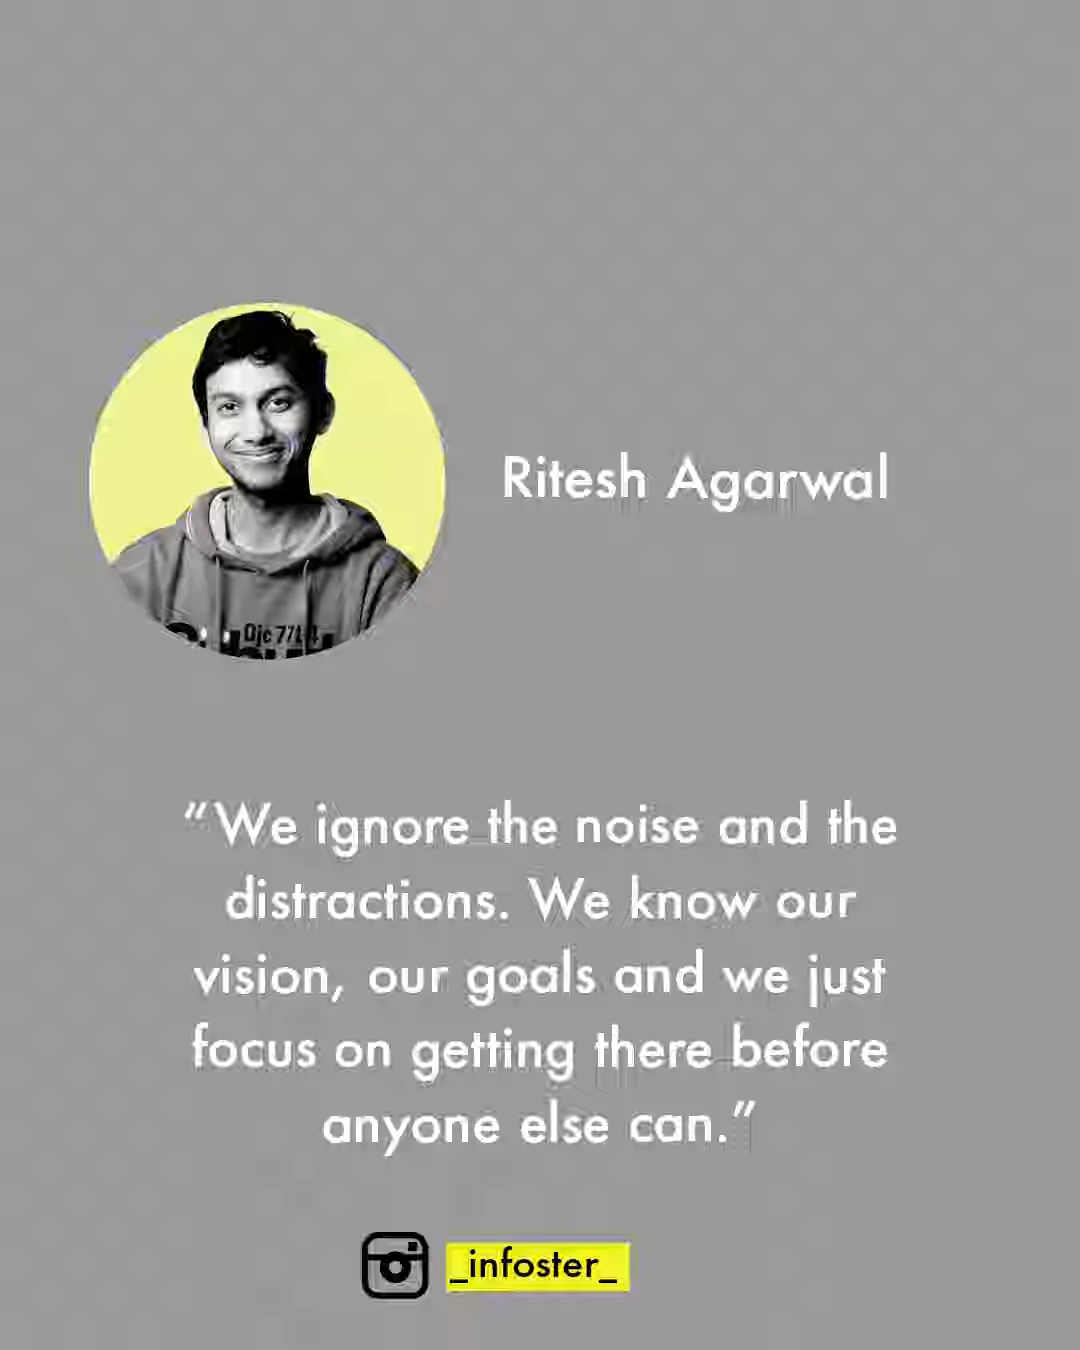 Ritesh Agarwal
“We ignore the noise and the
distractions. We know our
vision, our goals and we just
focus on getting there before
anyone else can.”
_infoster_